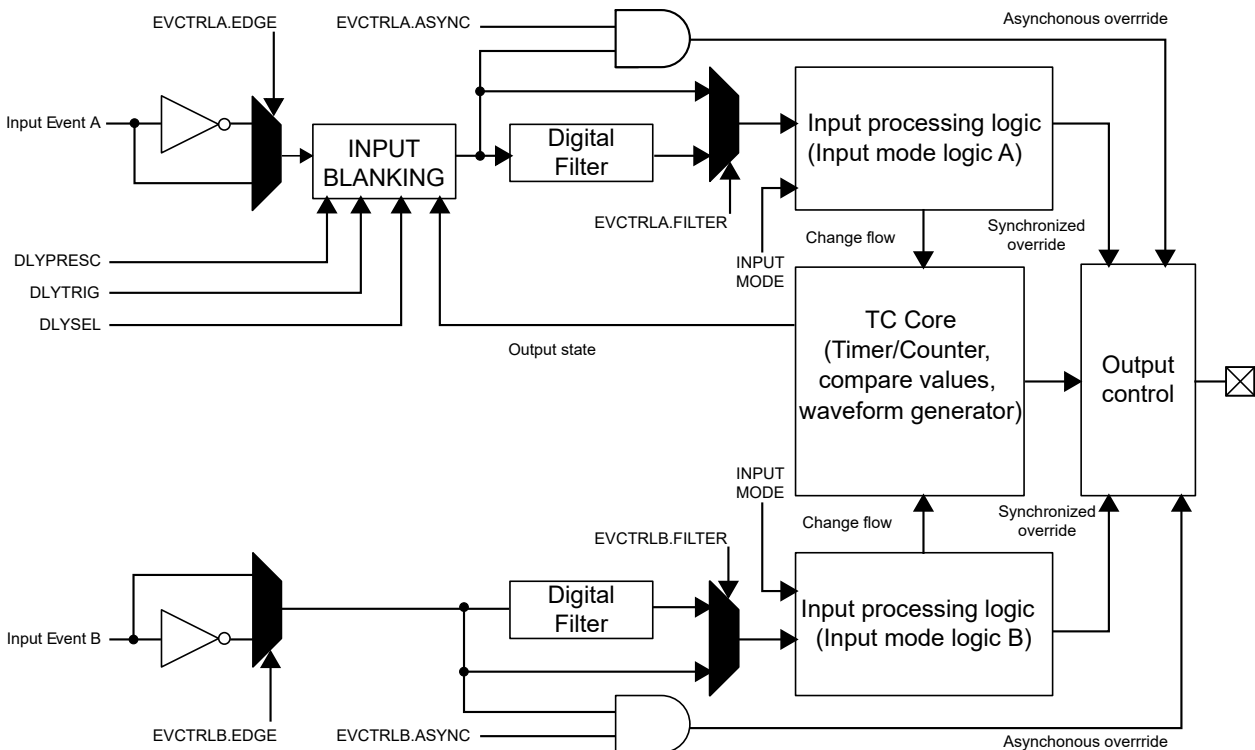 EVCTRLA.EDGE
EVCTRLA.ASYNC
Asynchonous overrride
Input Event A
INPUT
BLANKING
Digital
Filter
Input processing logic
(Input mode logic A)
EVCTRLA.FILTER
Change flow
Synchronized
override
INPUT
MODE
DLYPRESC
DLYTRIG
DLYSEL
Output state
TC Core
(Timer/Counter,
compare values,
waveform generator)
Output
control
INPUT
MODE
Change flow
Synchronized
override
EVCTRLB.FILTER
Input Event B
Digital
Filter
Input processing logic
(Input mode logic B)
EVCTRLB.EDGE
EVCTRLB.ASYNC
Asynchonous overrride